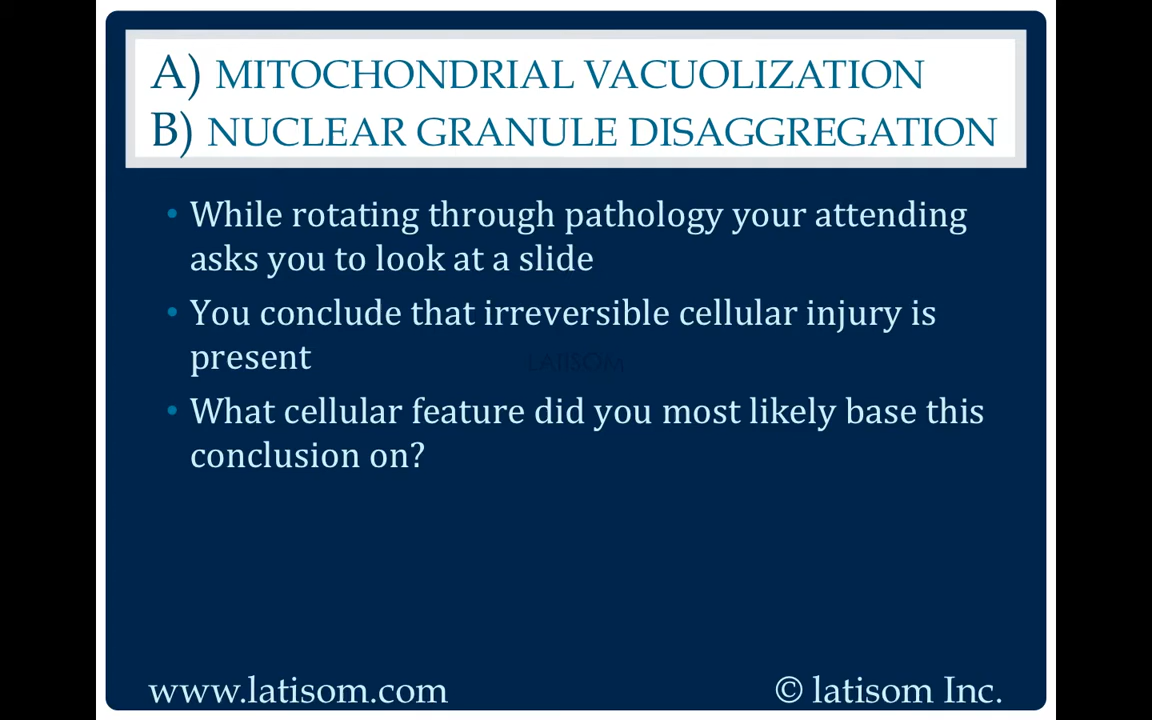 A) MITOCHONDRIAL VACUOLIZATION
B) NUCLEAR GRANULE DISAGGREGATION
• While rotating through pathology your attending
asks you to look at a slide
• You conclude that irreversible cellular injury is
present
LATISOM
• What cellular feature did you most likely base this
conclusion on?
www.latisom.com
© latisom Inc.